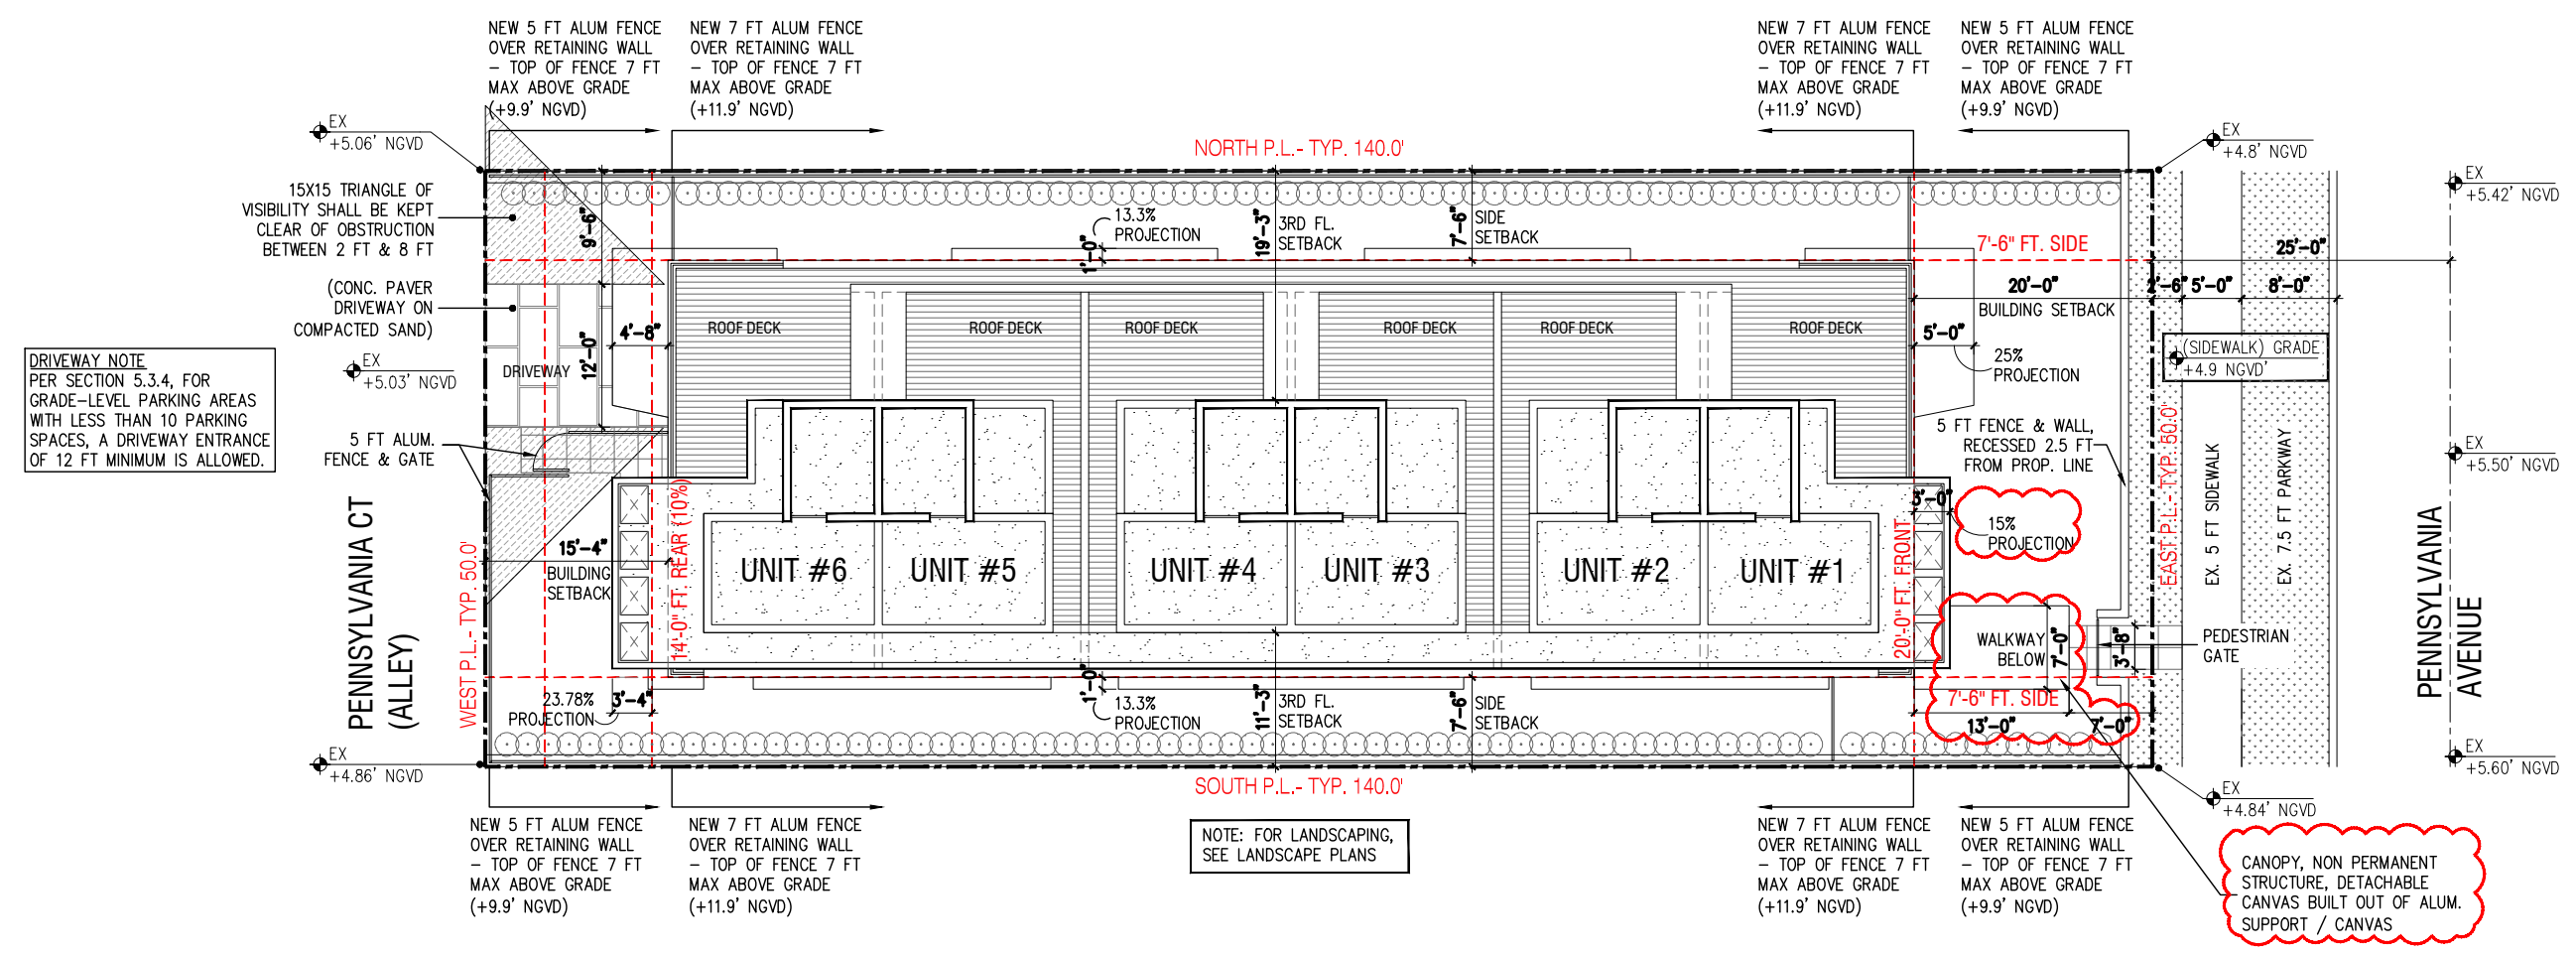 NEW 5 FT ALUM FENCE
OVER RETAINING WALL
– TOP OF FENCE 7 FT
MAX ABOVE GRADE
(+9.9' NGVD)
NEW 7 FT ALUM FENCE
OVER RETAINING WALL
– TOP OF FENCE 7 FT
MAX ABOVE GRADE
(+11.9' NGVD)
NEW 7 FT ALUM FENCE
OVER RETAINING WALL
– TOP OF FENCE 7 FT
MAX ABOVE GRADE
(+11.9' NGVD)
NEW 5 FT ALUM FENCE
OVER RETAINING WALL
– TOP OF FENCE 7 FT
MAX ABOVE GRADE
(+9.9' NGVD)
EX
+5.06' NGVD
NORTH P.L.- TYP. 140.0'
EX
+4.8' NGVD
EX
+5.42' NGVD
15X15 TRIANGLE OF
VISIBILITY SHALL BE KEPT
CLEAR OF OBSTRUCTION
BETWEEN 2 FT & 8 FT
9'-6"
13.3%
PROJECTION
1'-0"
19'-3"
3RD FL.
SETBACK
7'-6"
SIDE
SETBACK
7'-6" FT. SIDE
25'-0"
(CONC. PAVER
DRIVEWAY ON
COMPACTED SAND)
20'-0"
BUILDING SETBACK
2'-6"
5'-0"
8'-0"
4'-8"
ROOF DECK
ROOF DECK
ROOF DECK
ROOF DECK
ROOF DECK
ROOF DECK
5'-0"
25%
PROJECTION
(SIDEWALK) GRADE
+4.9 NGVD'
DRIVEWAY NOTE
PER SECTION 5.3.4, FOR
GRADE-LEVEL PARKING AREAS
WITH LESS THAN 10 PARKING
SPACES, A DRIVEWAY ENTRANCE
OF 12 FT MINIMUM IS ALLOWED.
EX
+5.03' NGVD
DRIVEWAY
12'-0"
5 FT ALUM.
FENCE & GATE
5 FT FENCE & WALL,
RECESSED 2.5 FT
FROM PROP. LINE
EX
+5.50' NGVD
3'-0"
15%
PROJECTION
EAST P.L.- TYP. 50.0'
EX. 5 FT SIDEWALK
EX. 7.5 FT PARKWAY
PENNSYLVANIA
AVENUE
PENNSYLVANIA CT
(ALLEY)
WEST P.L.- TYP. 50.0'
15'-4"
BUILDING
SETBACK
14'-0" FT. REAR (10%)
UNIT #6
UNIT #5
UNIT #4
UNIT #3
UNIT #2
UNIT #1
20'-0" FT. FRONT
WALKWAY
BELOW
7'-0"
3'-8"
PEDESTRIAN
GATE
23.78%
PROJECTION
3'-4"
1'-0"
13.3%
PROJECTION
11'-3"
3RD FL.
SETBACK
7'-6"
SIDE
SETBACK
7'-6" FT. SIDE
13'-0"
7'-0"
EX
+4.86' NGVD
SOUTH P.L.- TYP. 140.0'
EX
+4.84' NGVD
EX
+5.60' NGVD
NEW 5 FT ALUM FENCE
OVER RETAINING WALL
– TOP OF FENCE 7 FT
MAX ABOVE GRADE
(+9.9' NGVD)
NEW 7 FT ALUM FENCE
OVER RETAINING WALL
– TOP OF FENCE 7 FT
MAX ABOVE GRADE
(+11.9' NGVD)
NOTE: FOR LANDSCAPING,
SEE LANDSCAPE PLANS
NEW 7 FT ALUM FENCE
OVER RETAINING WALL
– TOP OF FENCE 7 FT
MAX ABOVE GRADE
(+11.9' NGVD)
NEW 5 FT ALUM FENCE
OVER RETAINING WALL
– TOP OF FENCE 7 FT
MAX ABOVE GRADE
(+9.9' NGVD)
CANOPY, NON PERMANENT
STRUCTURE, DETACHABLE
CANVAS BUILT OUT OF ALUM.
SUPPORT / CANVAS